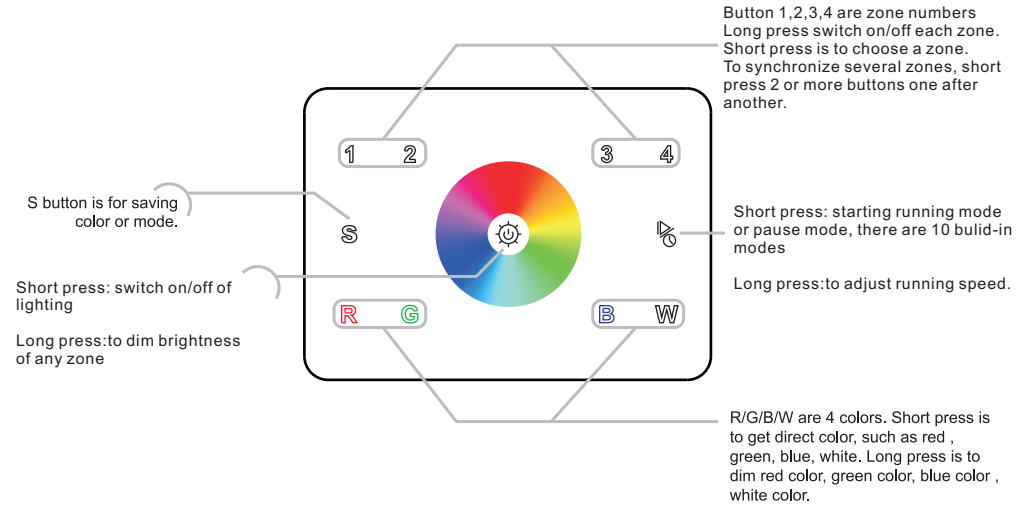 Button 1,2,3,4 are zone numbers
Long press switch on/off each zone.
Short press is to choose a zone.
To synchronize several zones, short
press 2 or more buttons one after
another.
1 2
3 4
S button is for saving
color or mode.
S
Short press: starting running mode
or pause mode, there are 10 bulid-in
modes
Long press:to adjust running speed.
Short press: switch on/off of
lighting
Long press:to dim brightness
of any zone
R G
B W
R/G/B/W are 4 colors. Short press is
to get direct color, such as red ,
green, blue, white. Long press is to
dim red color, green color, blue color ,
white color.